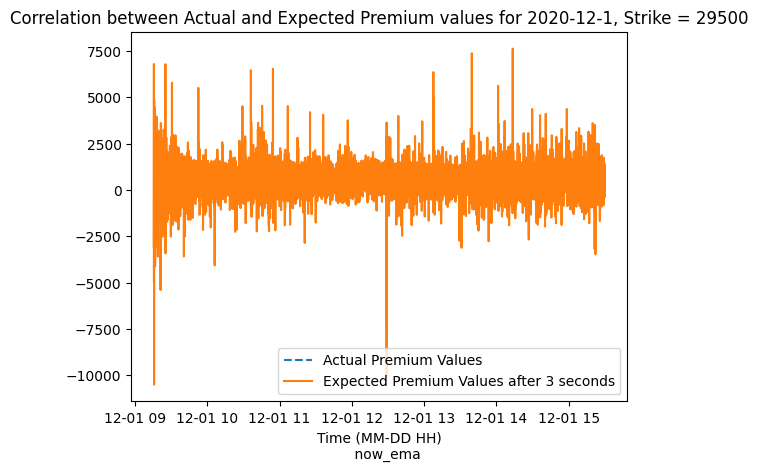 Correlation between Actual and Expected Premium values for 2020-12-1, Strike = 29500
7500
5000
2500
0
−2500
−5000
−7500
−10000
Actual Premium Values
Expected Premium Values after 3 seconds
12-01 09 12-01 10 12-01 11 12-01 12 12-01 13 12-01 14 12-01 15
Time (MM-DD HH)
now_ema